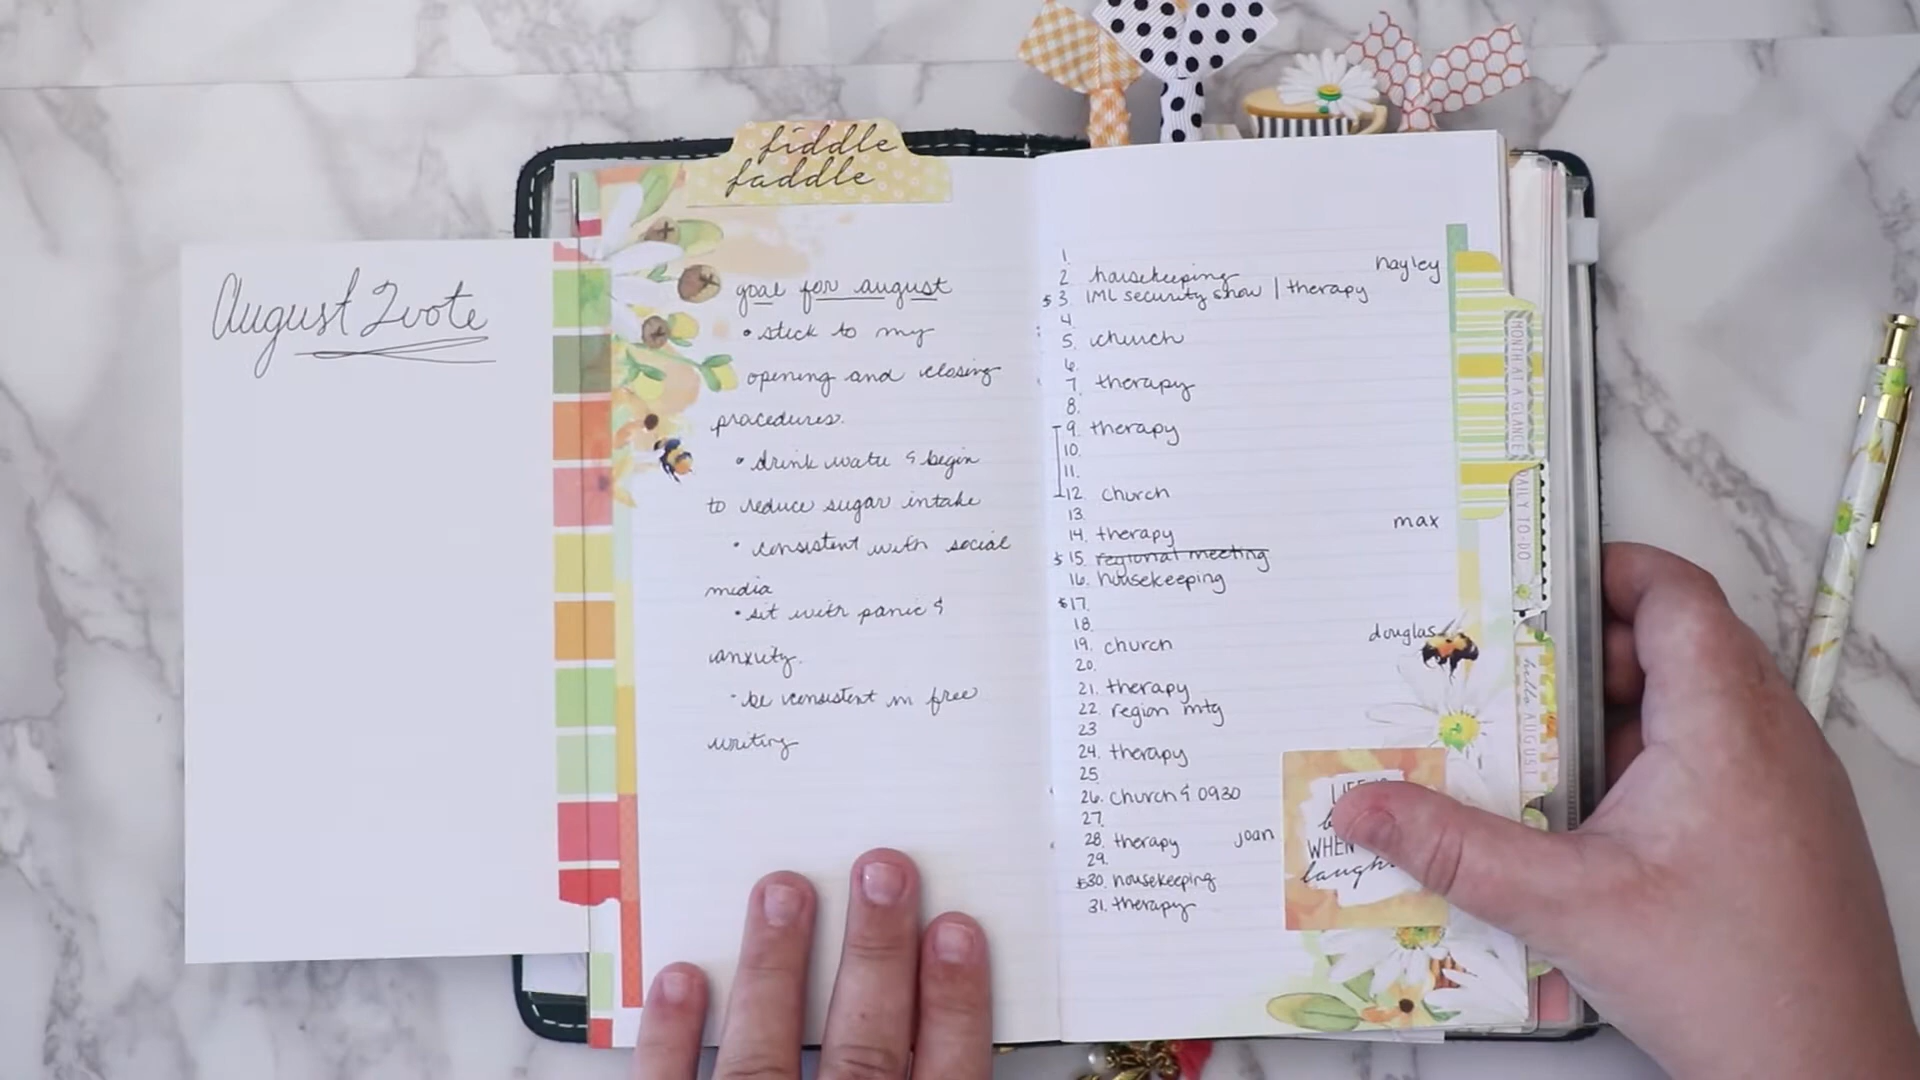 fiddle
faddle
August Quote
goal for august
• stick to my
opening and closing
procedures.
• drink water & begin
to reduce sugar intake
• consistent with social
media
• sit with panic &
anxiety.
- be consistent in free
writing
1.
2 housekeeping hayley
$ 3 IML security show | therapy
4
5. church
6.
7. therapy
8.
9. therapy
10.
11.
12 church
13.
14. therapy max
$ 15. regional meeting
16. housekeeping
$17.
18.
19. church douglas
20.
21. therapy
22. region mtg
23
24. therapy
25
26. church & 0930
27.
28. therapy joan
29.
$30. housekeeping
31. therapy
WHEN
laugh
MONTH AT A GLANCE
DAILY TO-DO
hello AUGUST